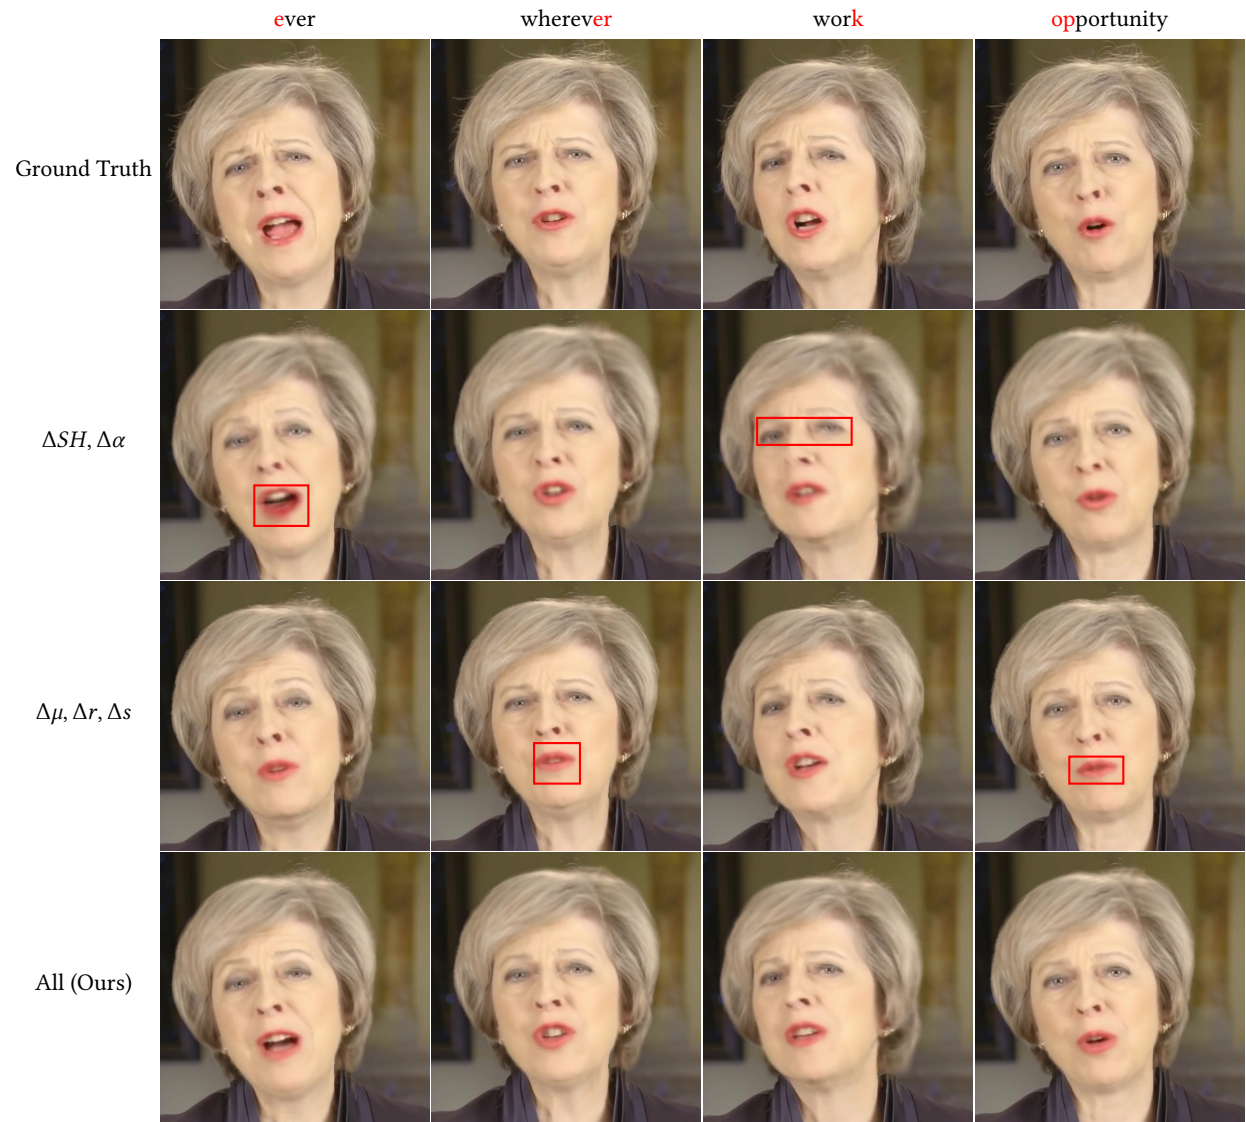 ever wherever work opportunity
Ground Truth
ΔSH, Δα
Δμ, Δr, Δs
All (Ours)